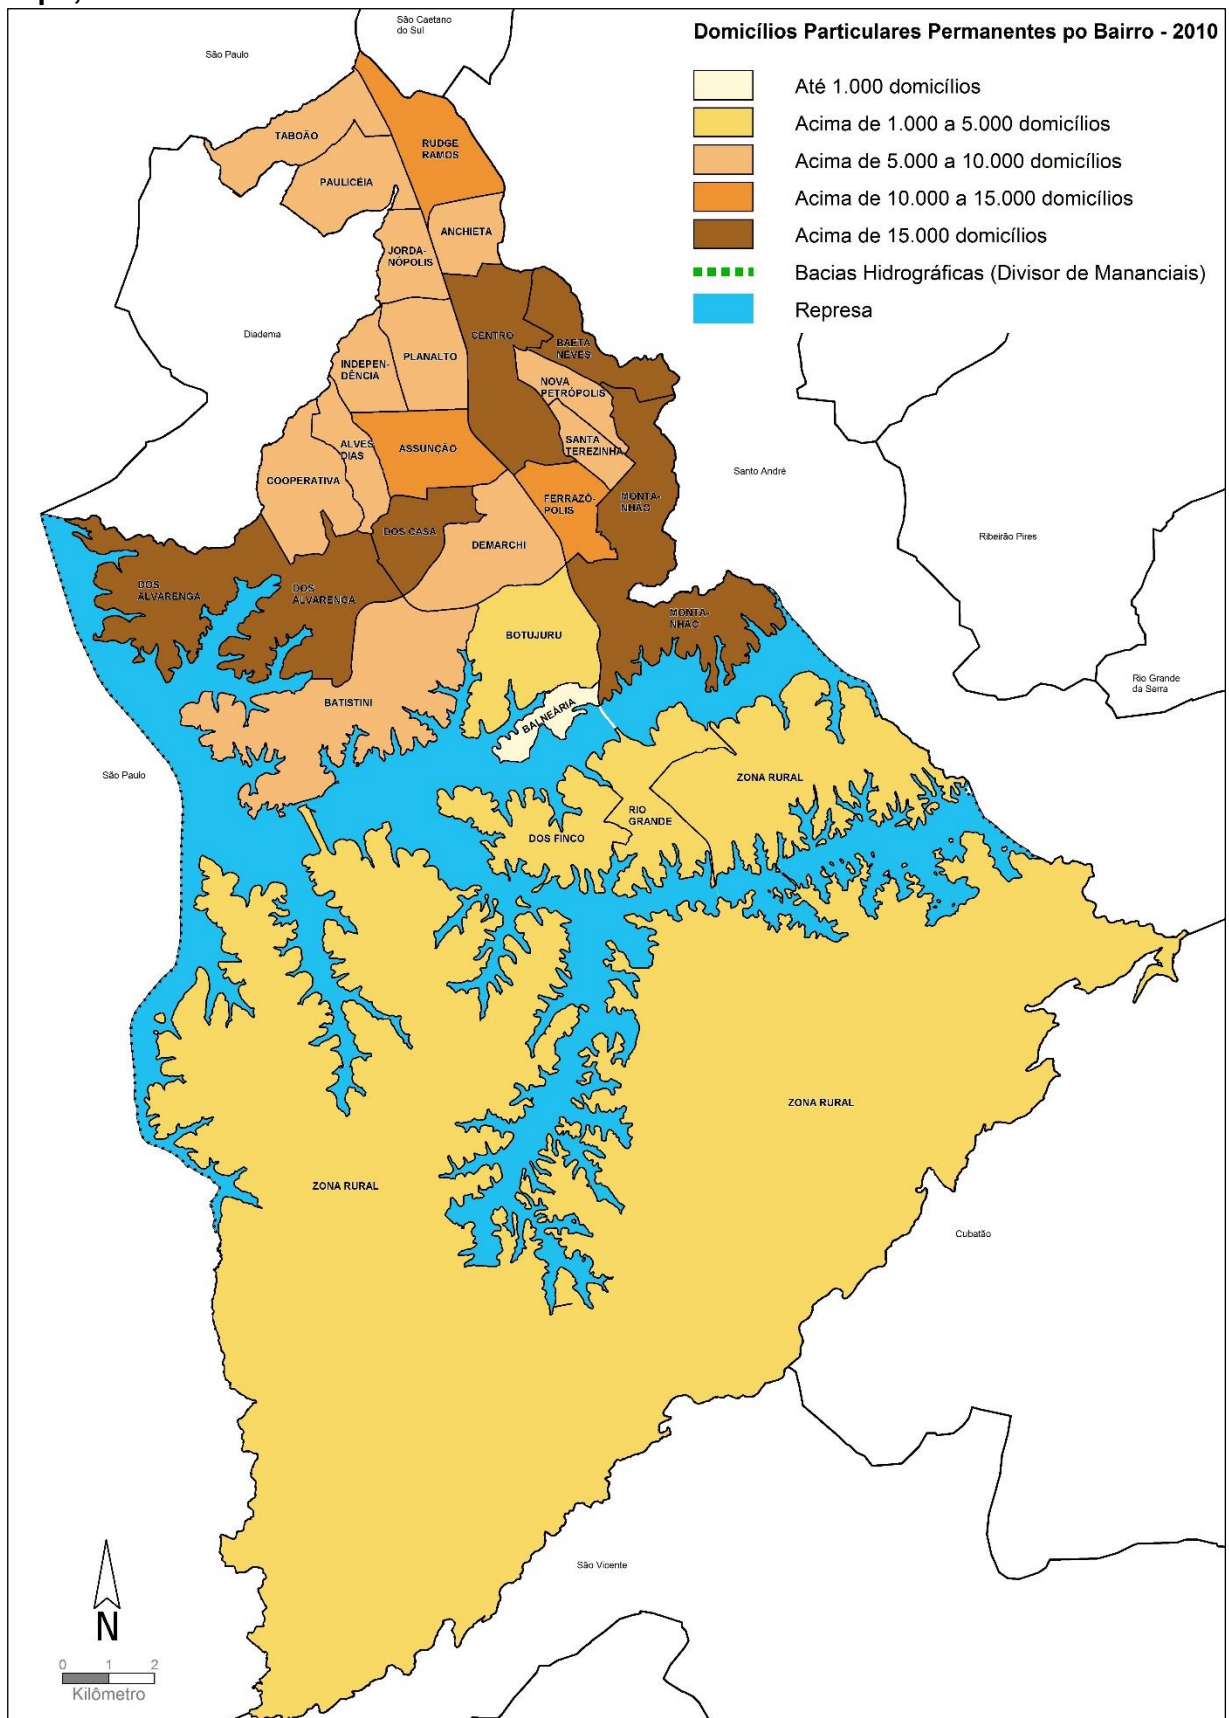 São Caetano
do Sul
São Paulo
Domicílios Particulares Permanentes po Bairro - 2010
Até 1.000 domicílios
Acima de 1.000 a 5.000 domicílios
Acima de 5.000 a 10.000 domicílios
Acima de 10.000 a 15.000 domicílios
Acima de 15.000 domicílios
Bacias Hidrográficas (Divisor de Mananciais)
Represa
TABOÃO
RUDGE
RAMOS
PAULICÉIA
ANCHIETA
JORDA-
NÓPOLIS
Diadema
CENTRO
BAETA
NEVES
PLANALTO
INDEPEN-
DÊNCIA
NOVA
PETRÓPOLIS
ALVES
DIAS
ASSUNÇÃO
SANTA
TEREZINHA
COOPERATIVA
Santo André
FERRAZÓ-
POLIS
MONTA-
NHÃO
DOS CASA
DEMARCHI
Ribeirão Pires
DOS
ALVARENGA
DOS
ALVARENGA
MONTA-
NHÃO
BOTUJURU
Rio Grande
da Serra
BATISTINI
BALNEÁRIA
São Paulo
ZONA RURAL
RIO
GRANDE
DOS FINCO
ZONA RURAL
ZONA RURAL
Cubatão
São Vicente
N
0 1 2
Kilômetro